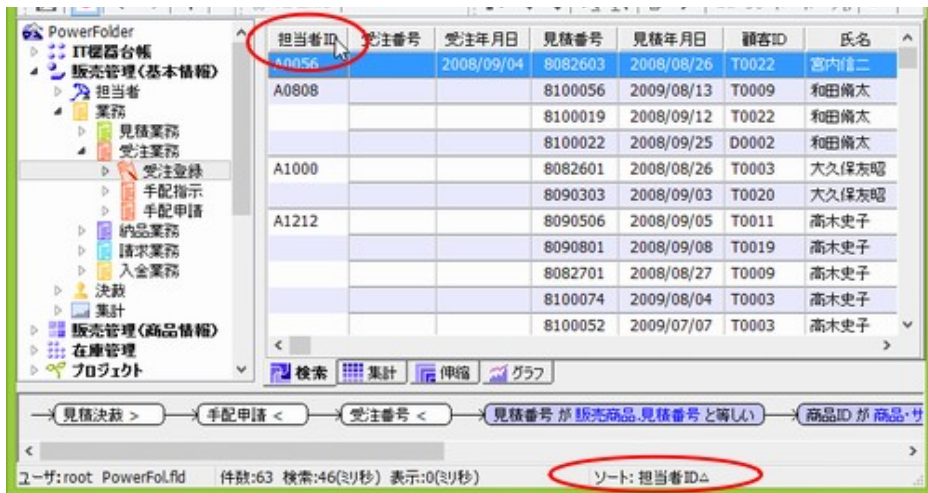 PowerFolder
IT機器台帳
販売管理(基本情報)
担当者
業務
見積業務
受注業務
受注登録
手配指示
手配申請
納品業務
請求業務
入金業務
決裁
集計
販売管理(商品情報)
在庫管理
プロジェクト
担当者ID 受注番号 受注年月日 見積番号 見積年月日 顧客ID 氏名
A0056 2008/09/04 8082603 2008/08/26 T0022 宮内信二
A0808 8100056 2009/08/13 T0009 和田脩太
8100019 2009/09/12 T0022 和田脩太
8100022 2009/09/25 D0002 和田脩太
A1000 8082601 2008/08/26 T0003 大久保友昭
8090303 2008/09/03 T0020 大久保友昭
A1212 8090506 2008/09/05 T0011 高木史子
8090801 2008/09/08 T0019 高木史子
8082701 2008/08/27 T0009 高木史子
8100074 2009/08/04 T0003 高木史子
8100052 2009/07/07 T0003 高木史子
検索 集計 伸縮 グラフ
見積決裁 > 手配申請 < 受注番号 < 見積番号 が 販売商品.見積番号 と等しい 商品ID が 商品・サ
ユーザ:root PowerFol.fld 件数:63 検索:46(ミリ秒) 表示:0(ミリ秒) ソート: 担当者ID△